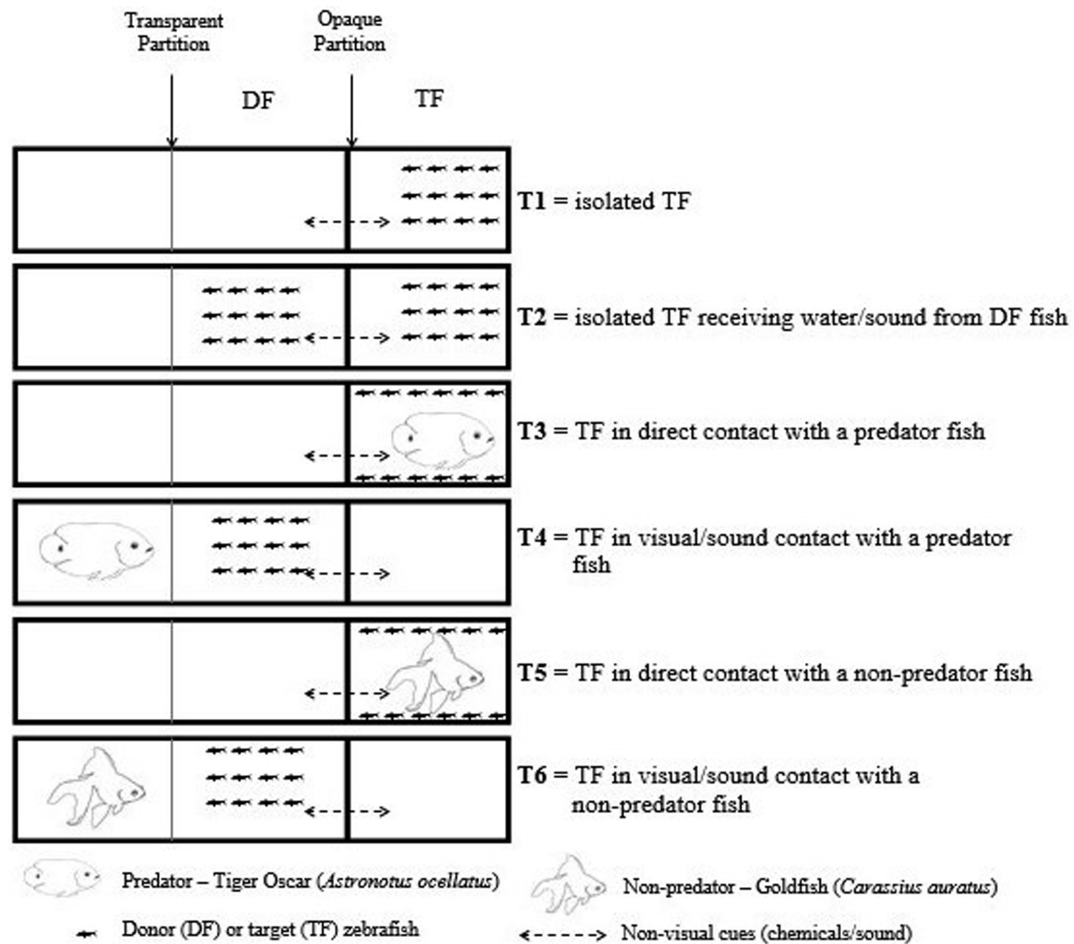 Transparent
Partition
Opaque
Partition
DF
TF
T1 = isolated TF
T2 = isolated TF receiving water/sound from DF fish
T3 = TF in direct contact with a predator fish
T4 = TF in visual/sound contact with a predator
fish
T5 = TF in direct contact with a non-predator fish
T6 = TF in visual/sound contact with a
non-predator fish
Predator – Tiger Oscar (Astronotus ocellatus)
Non-predator – Goldfish (Carassius auratus)
Donor (DF) or target (TF) zebrafish
Non-visual cues (chemicals/sound)